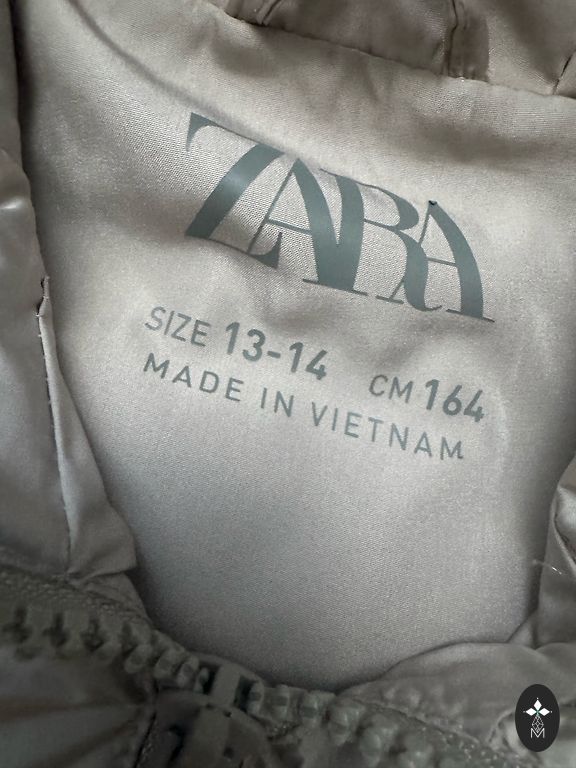 ZARA
SIZE 13-14 CM 164
MADE IN VIETNAM